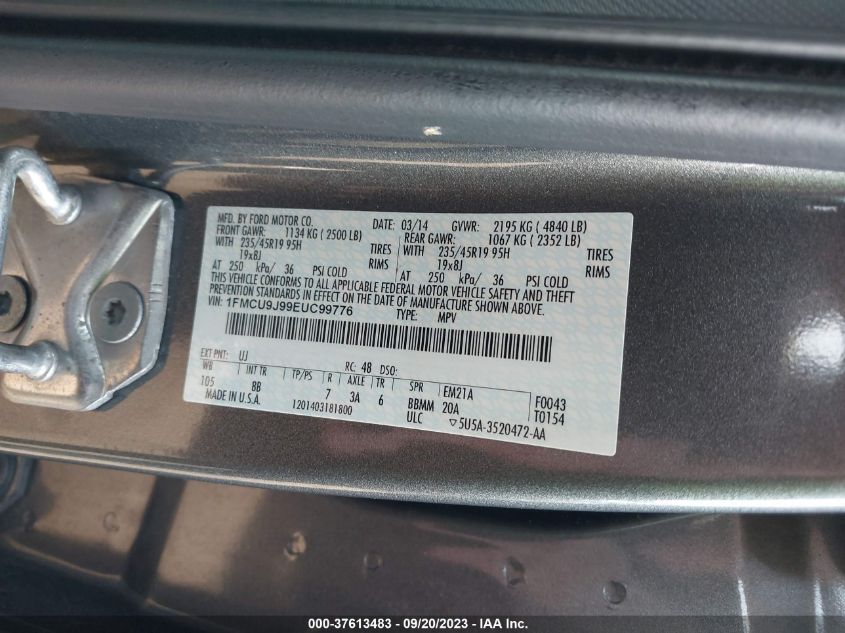 MFD. BY FORD MOTOR CO. DATE: 03/14 GVWR: 2195 KG ( 4840 LB)
FRONT GAWR: 1134 KG ( 2500 LB) REAR GAWR: 1067 KG ( 2352 LB)
WITH 235/45R19 95H TIRES WITH 235/45R19 95H TIRES
19x8J RIMS 19x8J RIMS
AT 250 kPa/ 36 PSI COLD AT 250 kPa/ 36 PSI COLD
THIS VEHICLE CONFORMS TO ALL APPLICABLE FEDERAL MOTOR VEHICLE SAFETY AND THEFT
PREVENTION STANDARDS IN EFFECT ON THE DATE OF MANUFACTURE SHOWN ABOVE.
VIN: 1FMCU9J99EUC99776 TYPE: MPV
EXT PNT: UJ RC: 48 DSO:
WB INT TR TP/PS R AXLE TR SPR EM21A F0043
105 8B 7 3A 6 BBMM 20A T0154
MADE IN U.S.A. 1201403181800 ULC ▽5U5A-3520472-AA
000-37613483 - 09/20/2023 - IAA Inc.